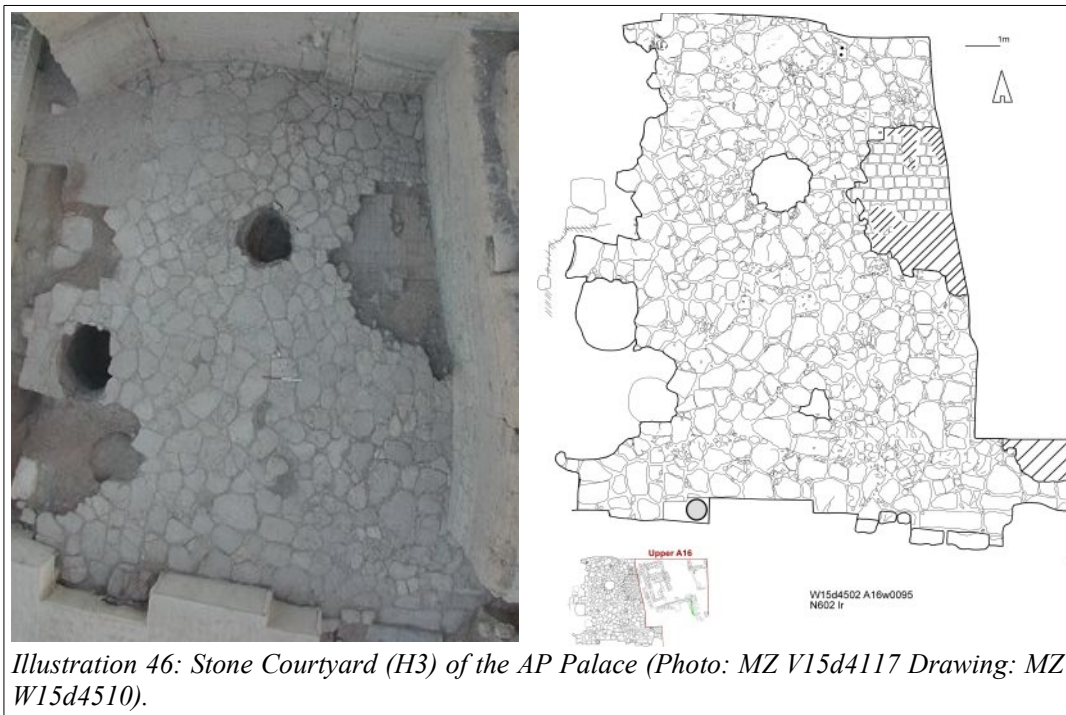 1m
Upper A16
W15d4502 A16w0095
N602 lr
Illustration 46: Stone Courtyard (H3) of the AP Palace (Photo: MZ V15d4117 Drawing: MZ
W15d4510).